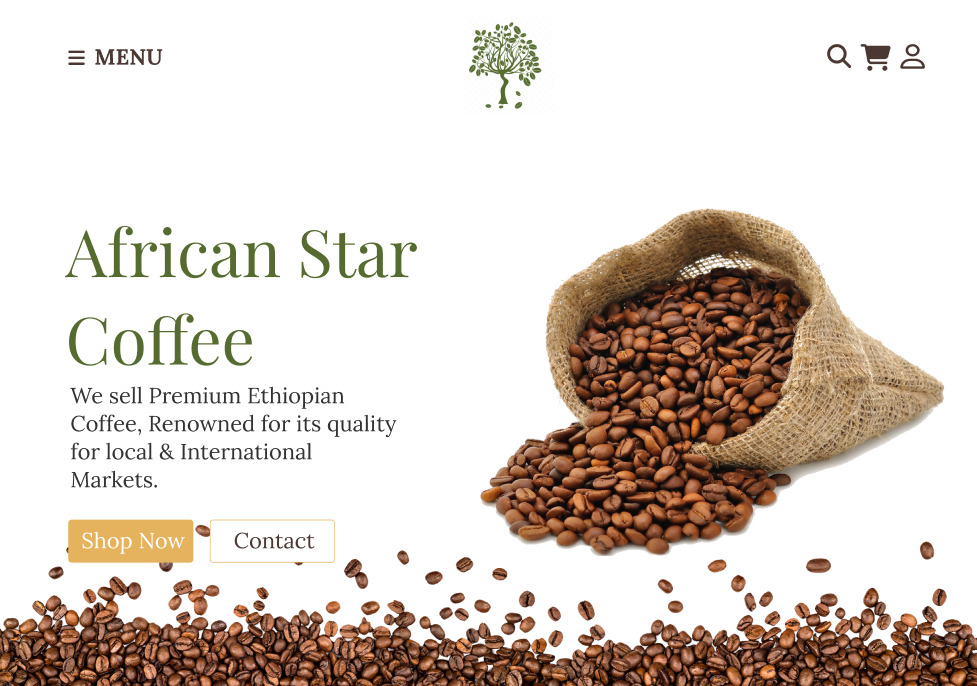 MENU
African Star
Coffee
We sell Premium Ethiopian
Coffee, Renowned for its quality
for local & International
Markets.
Shop Now
Contact